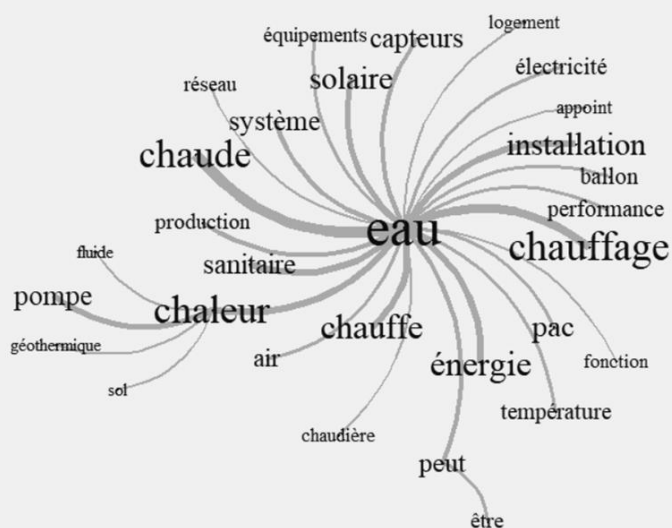 logement
équipements
capteurs
électricité
solaire
réseau
appoint
système
installation
chaude
ballon
performance
production
eau
chauffage
fluide
sanitaire
pompe
chaleur
chauffe
pac
géothermique
air
énergie
fonction
sol
température
chaudière
peut
être